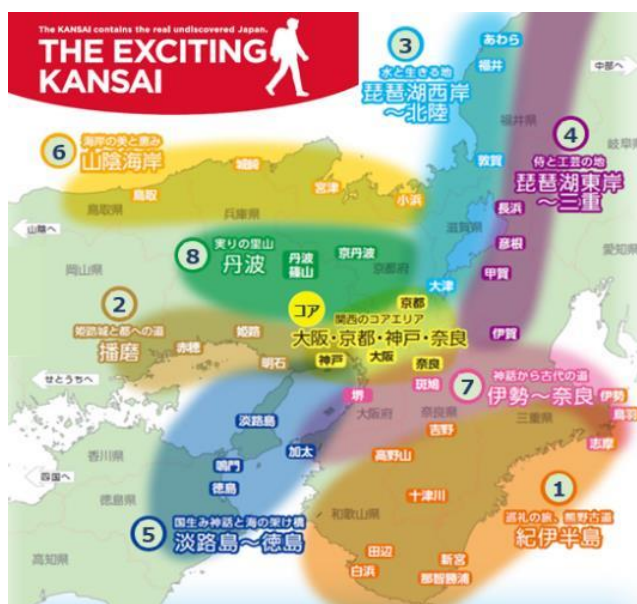 The KANSAI contains the real undiscovered Japan.
THE EXCITING
KANSAI
③
水と生きる地
琵琶湖西岸
～北陸
あわら
福井
中部へ
福井県
岐阜県
④
侍と工芸の地
琵琶湖東岸
～三重
⑥
海岸の美と恵み
山陰海岸
城崎
鳥取
宮津
小浜
敦賀
鳥取県
兵庫県
山陰へ
滋賀県
長浜
彦根
愛知県
⑧
実りの里山
丹波
丹波
篠山
京丹波
京都府
岡山県
大津
甲賀
コア
京都
関西のコアエリア
大阪・京都・神戸・奈良
②
姫路城と都への道
播磨
姫路
赤穂
明石
神戸
大阪
奈良
伊賀
せとうちへ
斑鳩
⑦
神話から古代の道
伊勢～奈良
伊勢
鳥羽
志摩
堺
大阪府
奈良県
三重県
淡路島
加太
吉野
高野山
香川県
鳴門
四国へ
徳島
徳島県
十津川
①
巡礼の旅、熊野古道
紀伊半島
⑤
国生み神話と海の架け橋
淡路島～徳島
和歌山県
高知県
田辺
白浜
新宮
那智勝浦